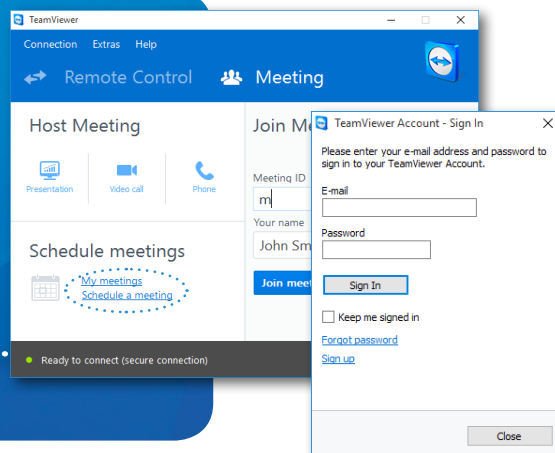 TeamViewer
Connection Extras Help
Remote Control Meeting
Host Meeting
Presentation Video call Phone
Schedule meetings
My meetings
Schedule a meeting
Join M
Meeting ID
m
Your name
John Sm
Join meet
Ready to connect (secure connection)
TeamViewer Account - Sign In
Please enter your e-mail address and password to
sign in to your TeamViewer Account.
E-mail
Password
Sign In
Keep me signed in
Forgot password
Sign up
Close